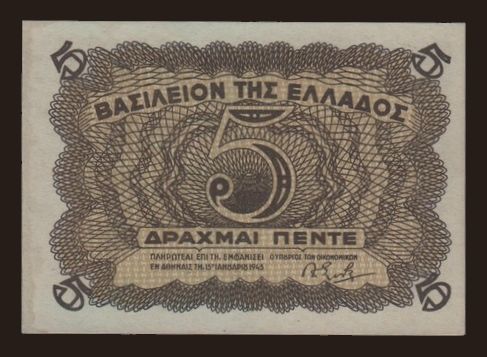 5 5
ΒΑΣΙΛΕΙΟΝ ΤΗΣ ΕΛΛΑΔΟΣ
5
ΔΡΑΧΜΑΙ ΠΕΝΤΕ
ΠΛΗΡΩΤΕΑΙ ΕΠΙ ΤΗ, ΕΜΦΑΝΙΣΕΙ Ο ΥΠΟΥΡΓΟΣ ΤΩΝ ΟΙΚΟΝΟΜΙΚΩΝ
ΕΝ ΑΘΗΝΑΙΣ ΤΗ, 15Η ΙΑΝΟΥΑΡΙΟΥ 1945
5 5